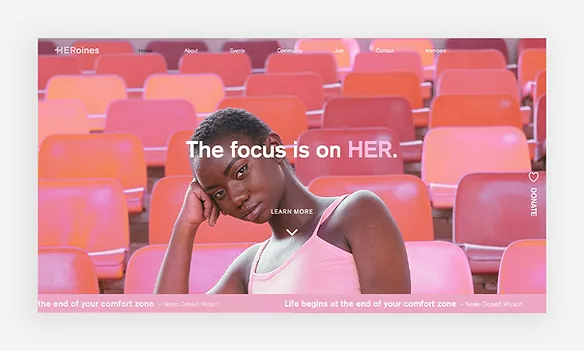 HERoines
Home About Events Community Join Contact Members
The focus is on HER.
LEARN MORE
DONATE
the end of your comfort zone - Neale Donald Walsch Life begins at the end of your comfort zone - Neale Donald Walsch